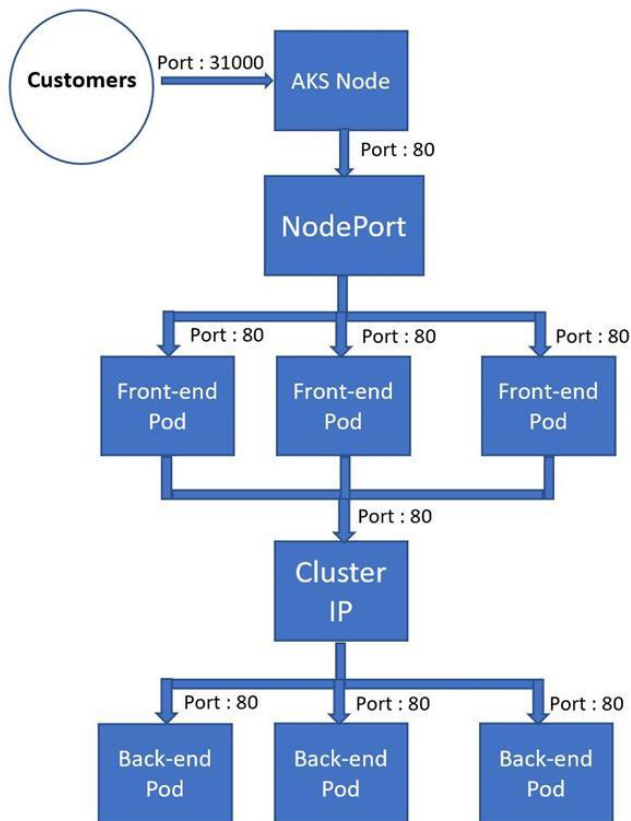 Customers
Port : 31000
AKS Node
Port : 80
NodePort
Port : 80
Port : 80
Port : 80
Front-end
Pod
Front-end
Pod
Front-end
Pod
Port : 80
Cluster
IP
Port : 80
Port : 80
Port : 80
Back-end
Pod
Back-end
Pod
Back-end
Pod